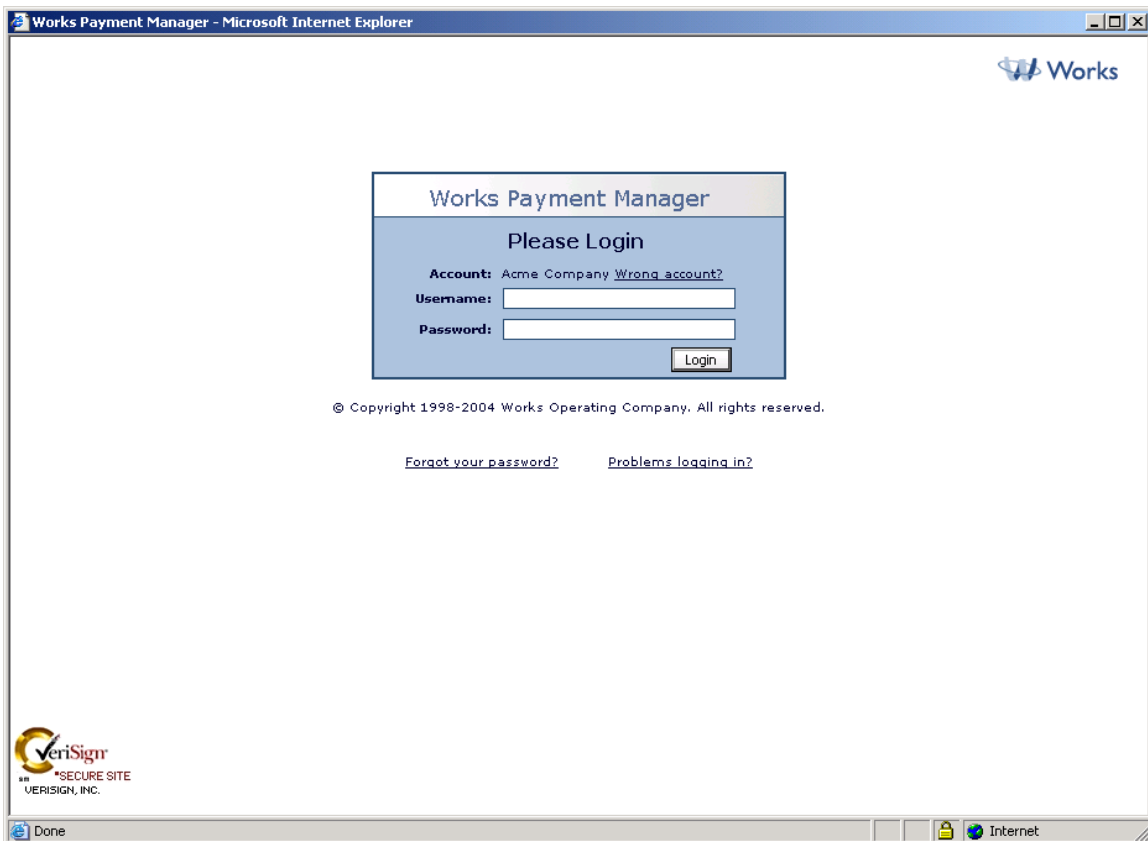 Works Payment Manager - Microsoft Internet Explorer
Works
Works Payment Manager
Please Login
Account: Acme Company Wrong account?
Username:
Password:
Login
© Copyright 1998-2004 Works Operating Company. All rights reserved.
Forgot your password? Problems logging in?
VeriSign
sm *SECURE SITE
VERISIGN, INC.
Done Internet